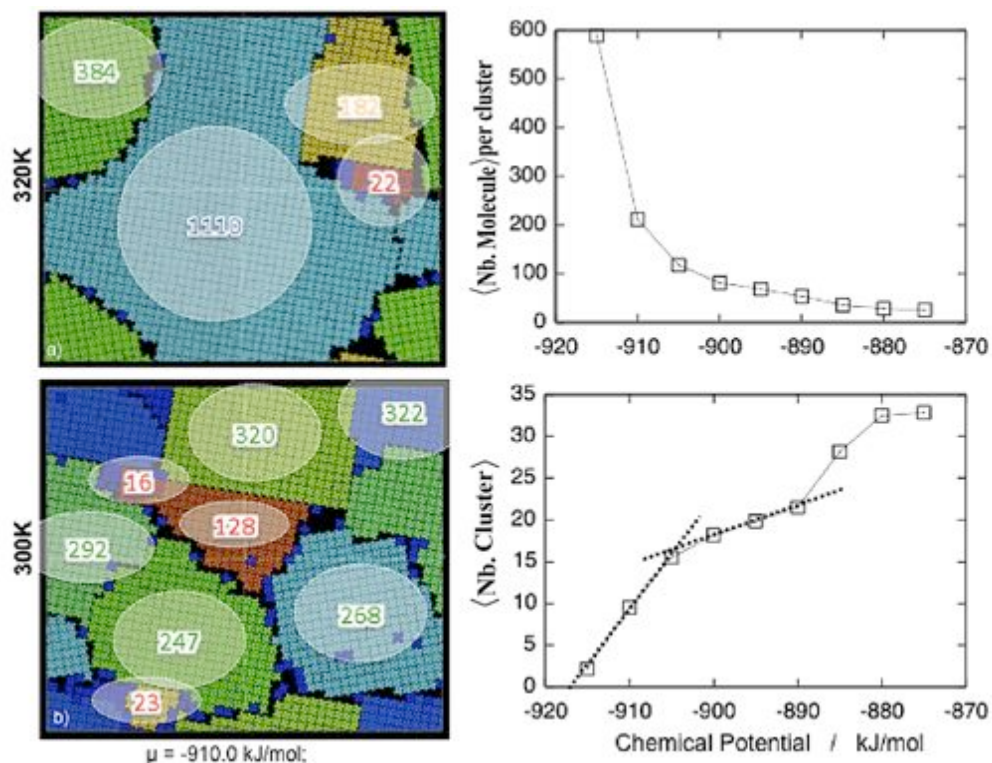 320K
384
182
22
1110
a)
⟨Nb. Molecule⟩ per cluster
600
500
400
300
200
100
0
-920 -910 -900 -890 -880 -870
300K
322
320
16
128
292
268
247
23
b)
μ = -910.0 kJ/mol;
⟨Nb. Cluster⟩
35
30
25
20
15
10
5
0
-920 -910 -900 -890 -880 -870
Chemical Potential / kJ/mol